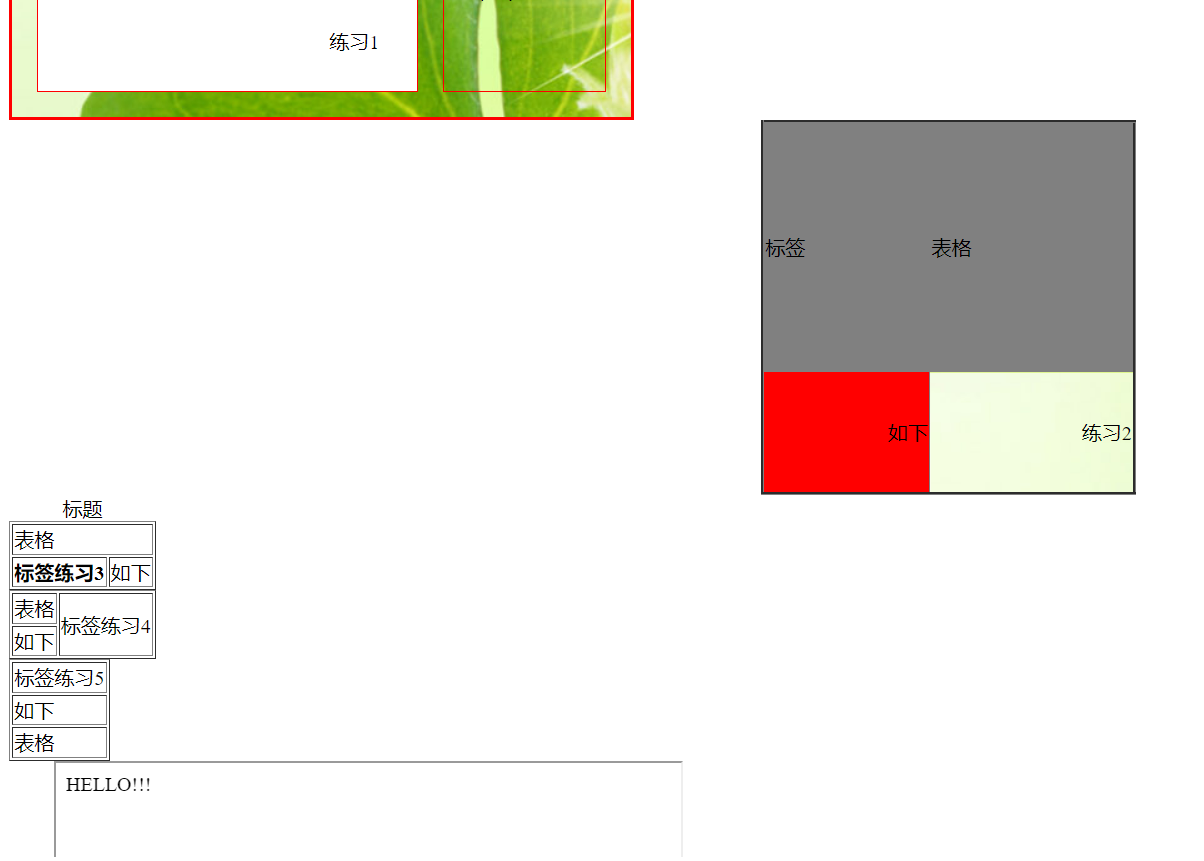 练习1
标签 表格
如下 练习2
标题
表格
标签练习3 如下
表格 标签练习4
如下
标签练习5
如下
表格
HELLO!!!